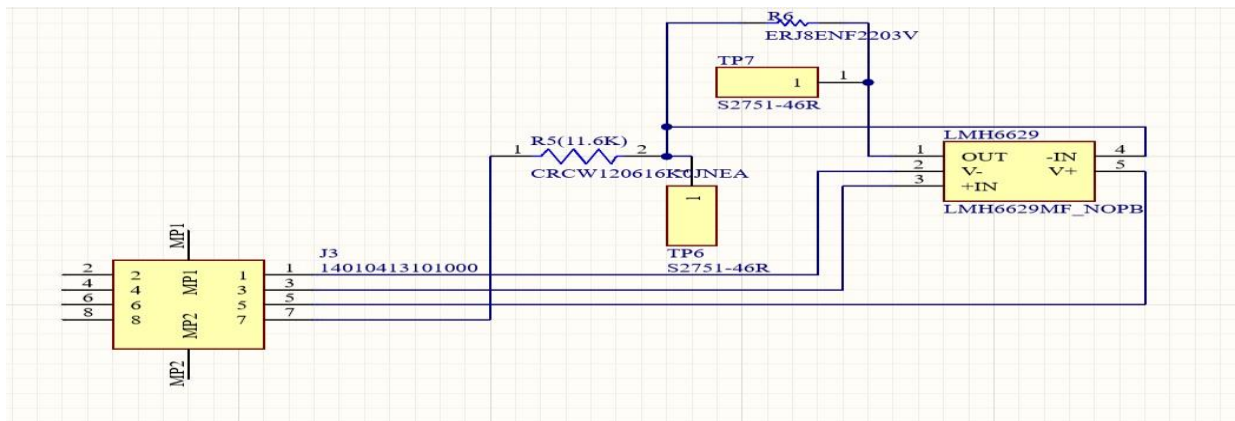 R6
ERJ8ENF2203V
TP7
1 1
S2751-46R
R5(11.6K)
1 2
CRCW120616K0JNEA
LMH6629
1 OUT -IN 4
2 V- V+ 5
3 +IN
LMH6629MF_NOPB
1
TP6
S2751-46R
J3
14010413101000
MP1
2 2 MP1 1 1
4 4 3 3
6 6 MP2 5 5
8 8 7 7
MP2